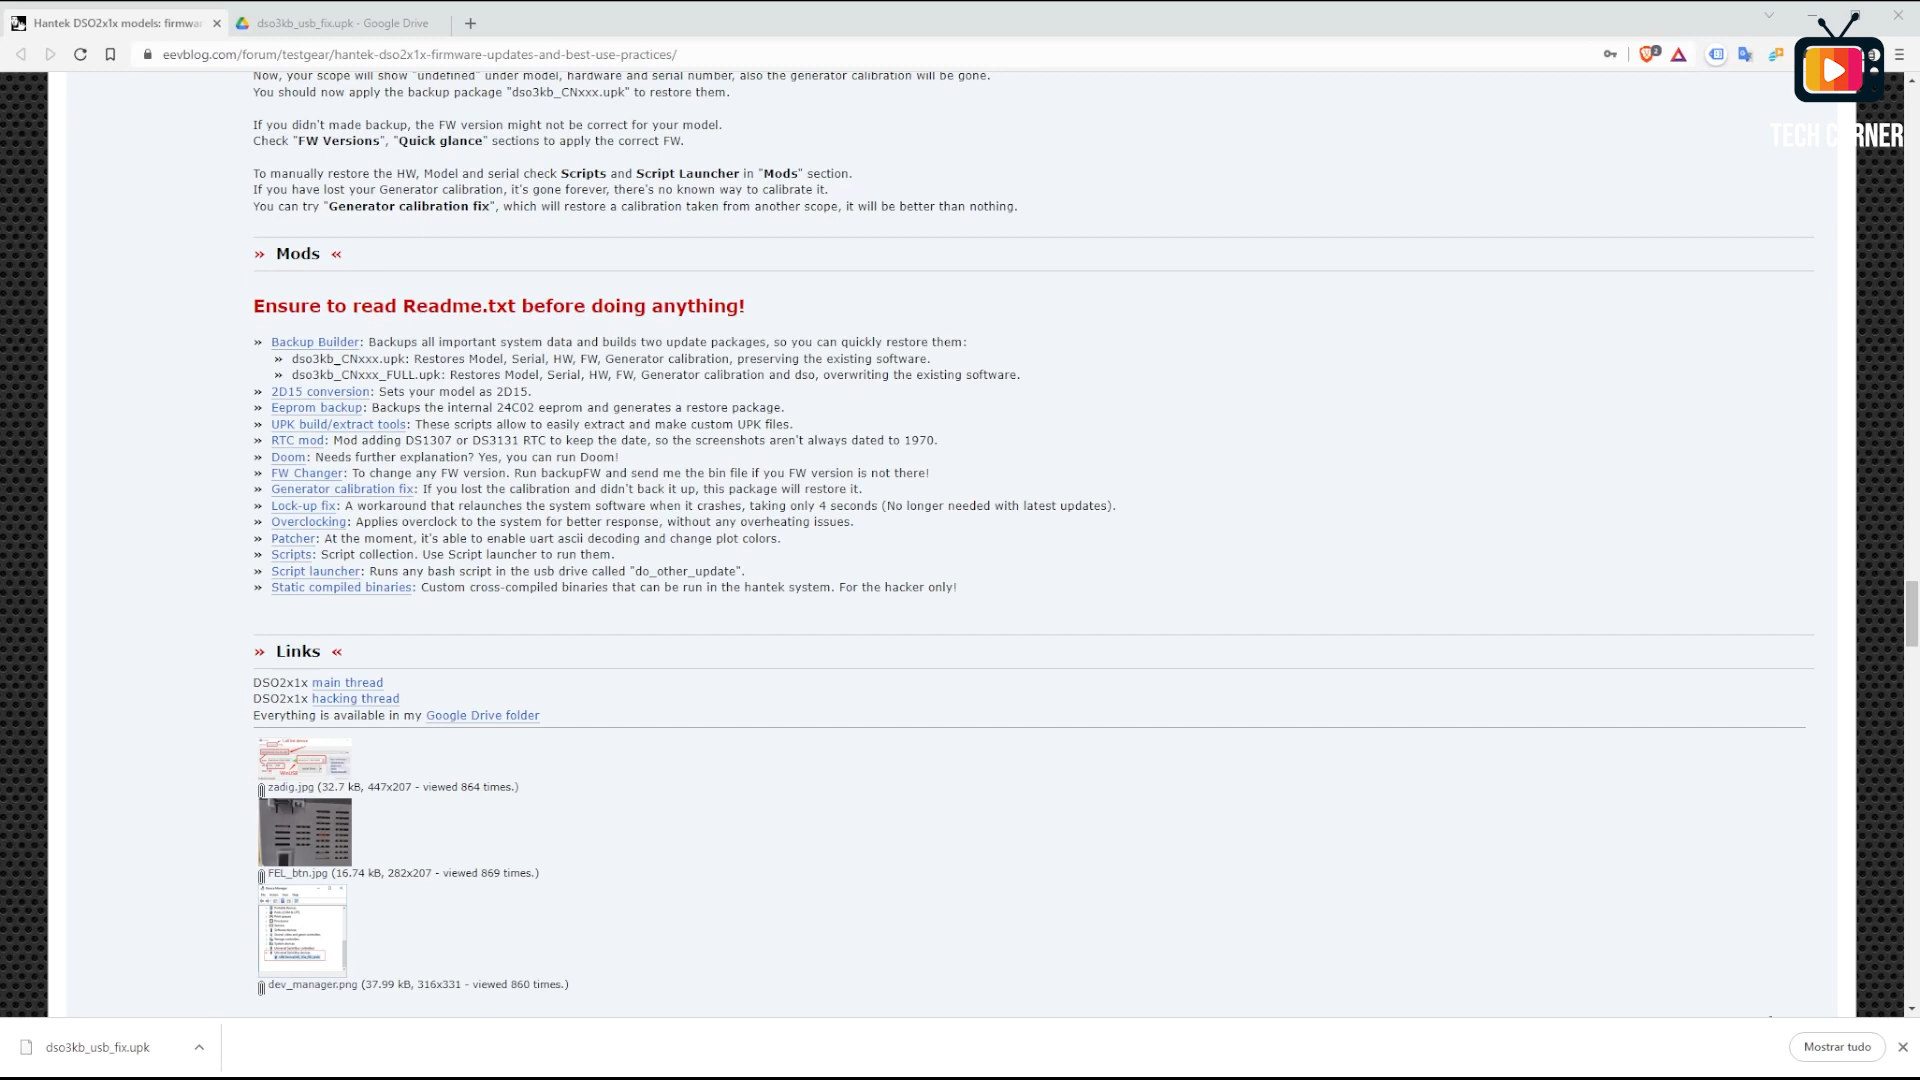 Hantek DSO2x1x models: firmwa
dso3kb_usb_fix.upk - Google Drive
eevblog.com/forum/testgear/hantek-dso2x1x-firmware-updates-and-best-use-practices/
2
TECH CORNER
Now, your scope will show "undefined" under model, hardware and serial number, also the generator calibration will be gone.
You should now apply the backup package "dso3kb_CNxxx.upk" to restore them.
If you didn't made backup, the FW version might not be correct for your model.
Check "FW Versions", "Quick glance" sections to apply the correct FW.
To manually restore the HW, Model and serial check Scripts and Script Launcher in "Mods" section.
If you have lost your Generator calibration, it's gone forever, there's no known way to calibrate it.
You can try "Generator calibration fix", which will restore a calibration taken from another scope, it will be better than nothing.
» Mods «
Ensure to read Readme.txt before doing anything!
» Backup Builder: Backups all important system data and builds two update packages, so you can quickly restore them:
» dso3kb_CNxxx.upk: Restores Model, Serial, HW, FW, Generator calibration, preserving the existing software.
» dso3kb_CNxxx_FULL.upk: Restores Model, Serial, HW, FW, Generator calibration and dso, overwriting the existing software.
» 2D15 conversion: Sets your model as 2D15.
» Eeprom backup: Backups the internal 24C02 eeprom and generates a restore package.
» UPK build/extract tools: These scripts allow to easily extract and make custom UPK files.
» RTC mod: Mod adding DS1307 or DS3131 RTC to keep the date, so the screenshots aren't always dated to 1970.
» Doom: Needs further explanation? Yes, you can run Doom!
» FW Changer: To change any FW version. Run backupFW and send me the bin file if you FW version is not there!
» Generator calibration fix: If you lost the calibration and didn't back it up, this package will restore it.
» Lock-up fix: A workaround that relaunches the system software when it crashes, taking only 4 seconds (No longer needed with latest updates).
» Overclocking: Applies overclock to the system for better response, without any overheating issues.
» Patcher: At the moment, it's able to enable uart ascii decoding and change plot colors.
» Scripts: Script collection. Use Script launcher to run them.
» Script launcher: Runs any bash script in the usb drive called "do_other_update".
» Static compiled binaries: Custom cross-compiled binaries that can be run in the hantek system. For the hacker only!
» Links «
DSO2x1x main thread
DSO2x1x hacking thread
Everything is available in my Google Drive folder
zadig.jpg (32.7 kB, 447x207 - viewed 864 times.)
FEL_btn.jpg (16.74 kB, 282x207 - viewed 869 times.)
dev_manager.png (37.99 kB, 316x331 - viewed 860 times.)
dso3kb_usb_fix.upk
Mostrar tudo